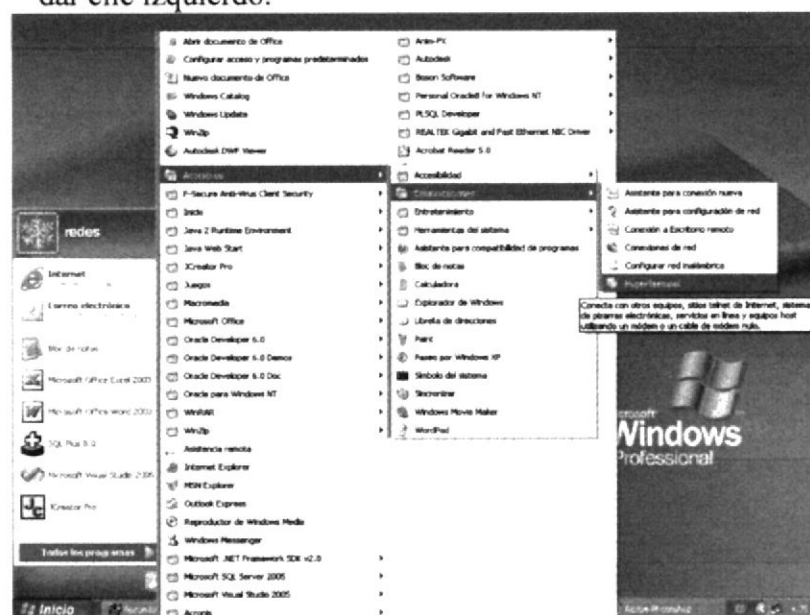 dar clic izquierdo.
Abrir documento de Office
Configurar acceso y programas predeterminados
Nuevo documento de Office
Windows Catalog
Windows Update
WinZip
Autodesk DWF Viewer
Accesorios
F-Secure Anti-Virus Client Security
Inicio
Java 2 Runtime Environment
Java Web Start
JCreator Pro
Juegos
Macromedia
Microsoft Office
Oracle Developer 6.0
Oracle Developer 6.0 Demos
Oracle Developer 6.0 Doc
Oracle para Windows NT
WinRAR
WinZip
Asistencia remota
Internet Explorer
MSN Explorer
Outlook Express
Reproductor de Windows Media
Windows Messenger
Microsoft .NET Framework SDK v2.0
Microsoft SQL Server 2005
Microsoft Visual Studio 2005
Acronis
Autodesk
Boson Software
Personal Oracle8 for Windows NT
PLSQL Developer
REALTEK Gigabit and Fast Ethernet NIC Driver
Acrobat Reader 5.0
Accesibilidad
Comunicaciones
Entretenimiento
Herramientas del sistema
Asistente para compatibilidad de programas
Bloc de notas
Calculadora
Explorador de Windows
Libreta de direcciones
Paint
Paseo por Windows XP
Símbolo del sistema
Sincronizar
Windows Movie Maker
WordPad
Asistente para conexión nueva
Asistente para configuración de red
Conexión a Escritorio remoto
Conexiones de red
Configurar red inalámbrica
HyperTerminal
Conecta con otros equipos, sitios telnet de Internet, sistema
de pizarras electrónicas, servicios en línea y equipos host
utilizando un módem o un cable de módem nulo.
redes
Internet
Correo electrónico
Bloc de notas
Microsoft Office Excel 2003
Microsoft Office Word 2003
SQL Plus 8.0
Microsoft Visual Studio 2005
JCreator Pro
Todos los programas
Inicio
Windows
Professional